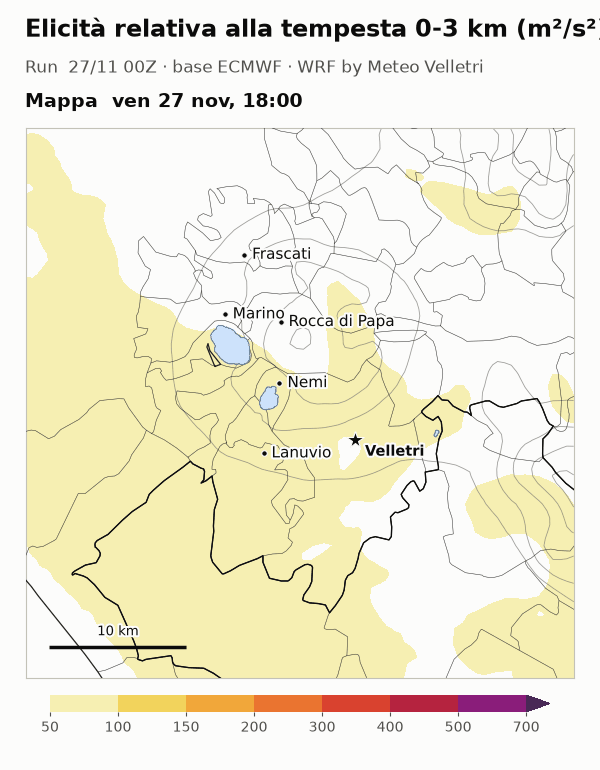 Elicità relativa alla tempesta 0-3 km (m²/s²)
Run  27/11 00Z · base ECMWF · WRF by Meteo Velletri
Mappa  ven 27 nov, 18:00
Frascati
Marino
Rocca di Papa
Nemi
Velletri
Lanuvio
10 km
50 100 150 200 300 400 500 700